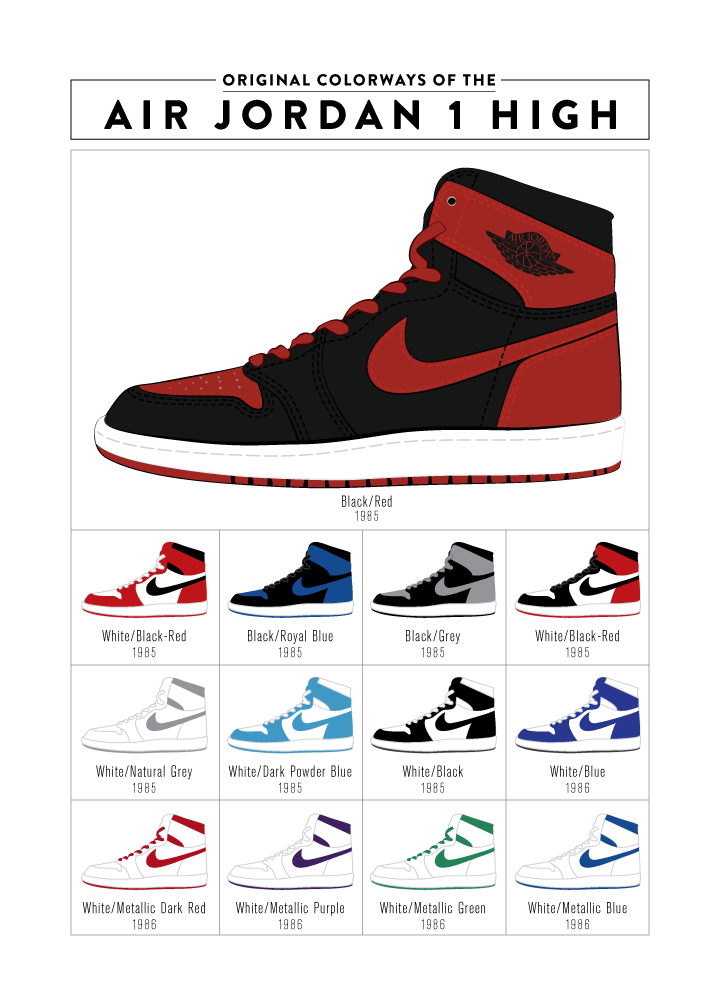 ORIGINAL COLORWAYS OF THE
AIR JORDAN 1 HIGH
AIR JORDAN
Black/Red
1985
White/Black-Red
1985
Black/Royal Blue
1985
Black/Grey
1985
White/Black-Red
1985
White/Natural Grey
1985
White/Dark Powder Blue
1985
White/Black
1985
White/Blue
1986
White/Metallic Dark Red
1986
White/Metallic Purple
1986
White/Metallic Green
1986
White/Metallic Blue
1986